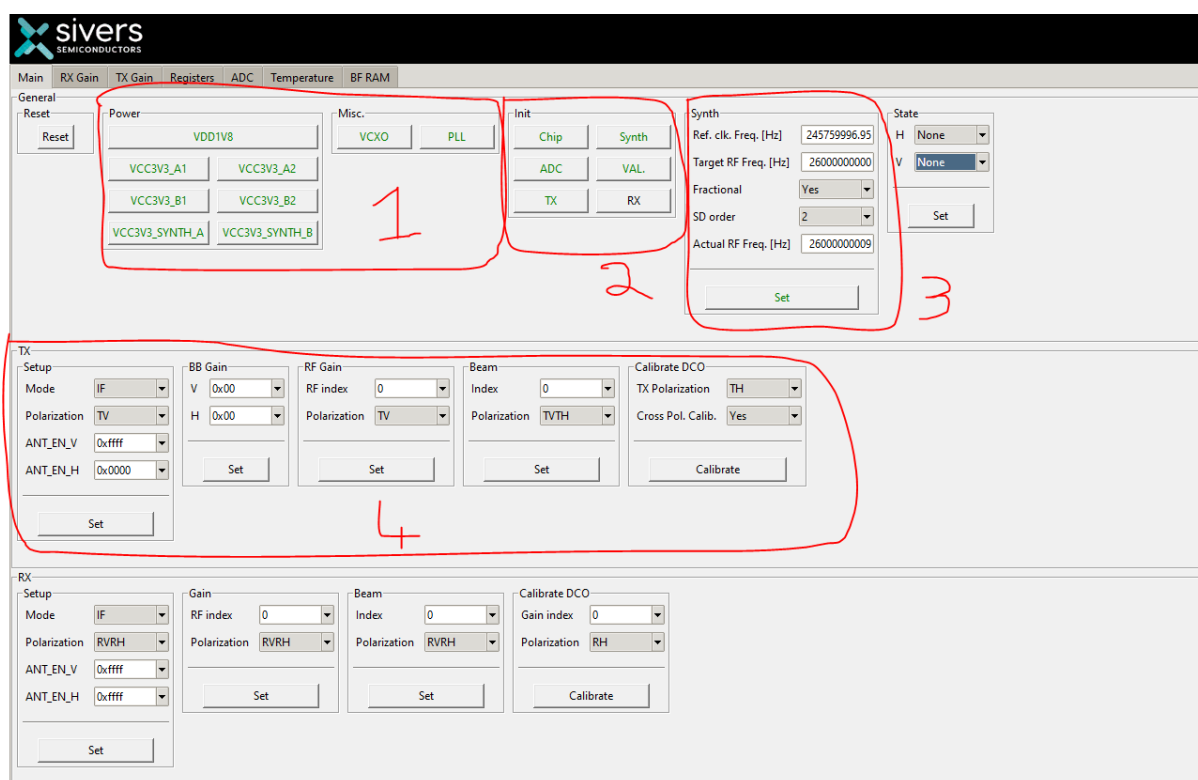 sivers
SEMICONDUCTORS
Main RX Gain TX Gain Registers ADC Temperature BF RAM
General
Reset
Reset
Power
VDD1V8
VCC3V3_A1 VCC3V3_A2
VCC3V3_B1 VCC3V3_B2
VCC3V3_SYNTH_A VCC3V3_SYNTH_B
Misc.
VCXO PLL
1
Init
Chip Synth
ADC VAL.
TX RX
2
Synth
Ref. clk. Freq. [Hz] 245759996.95
Target RF Freq. [Hz] 26000000000
Fractional Yes
SD order 2
Actual RF Freq. [Hz] 26000000009
Set
3
State
H None
V None
Set
TX
Setup
Mode IF
Polarization TV
ANT_EN_V 0xffff
ANT_EN_H 0x0000
Set
BB Gain
V 0x00
H 0x00
Set
RF Gain
RF index 0
Polarization TV
Set
Beam
Index 0
Polarization TVTH
Set
Calibrate DCO
TX Polarization TH
Cross Pol. Calib. Yes
Calibrate
4
RX
Setup
Mode IF
Polarization RVRH
ANT_EN_V 0xffff
ANT_EN_H 0xffff
Set
Gain
RF index 0
Polarization RVRH
Set
Beam
Index 0
Polarization RVRH
Set
Calibrate DCO
Gain index 0
Polarization RH
Calibrate